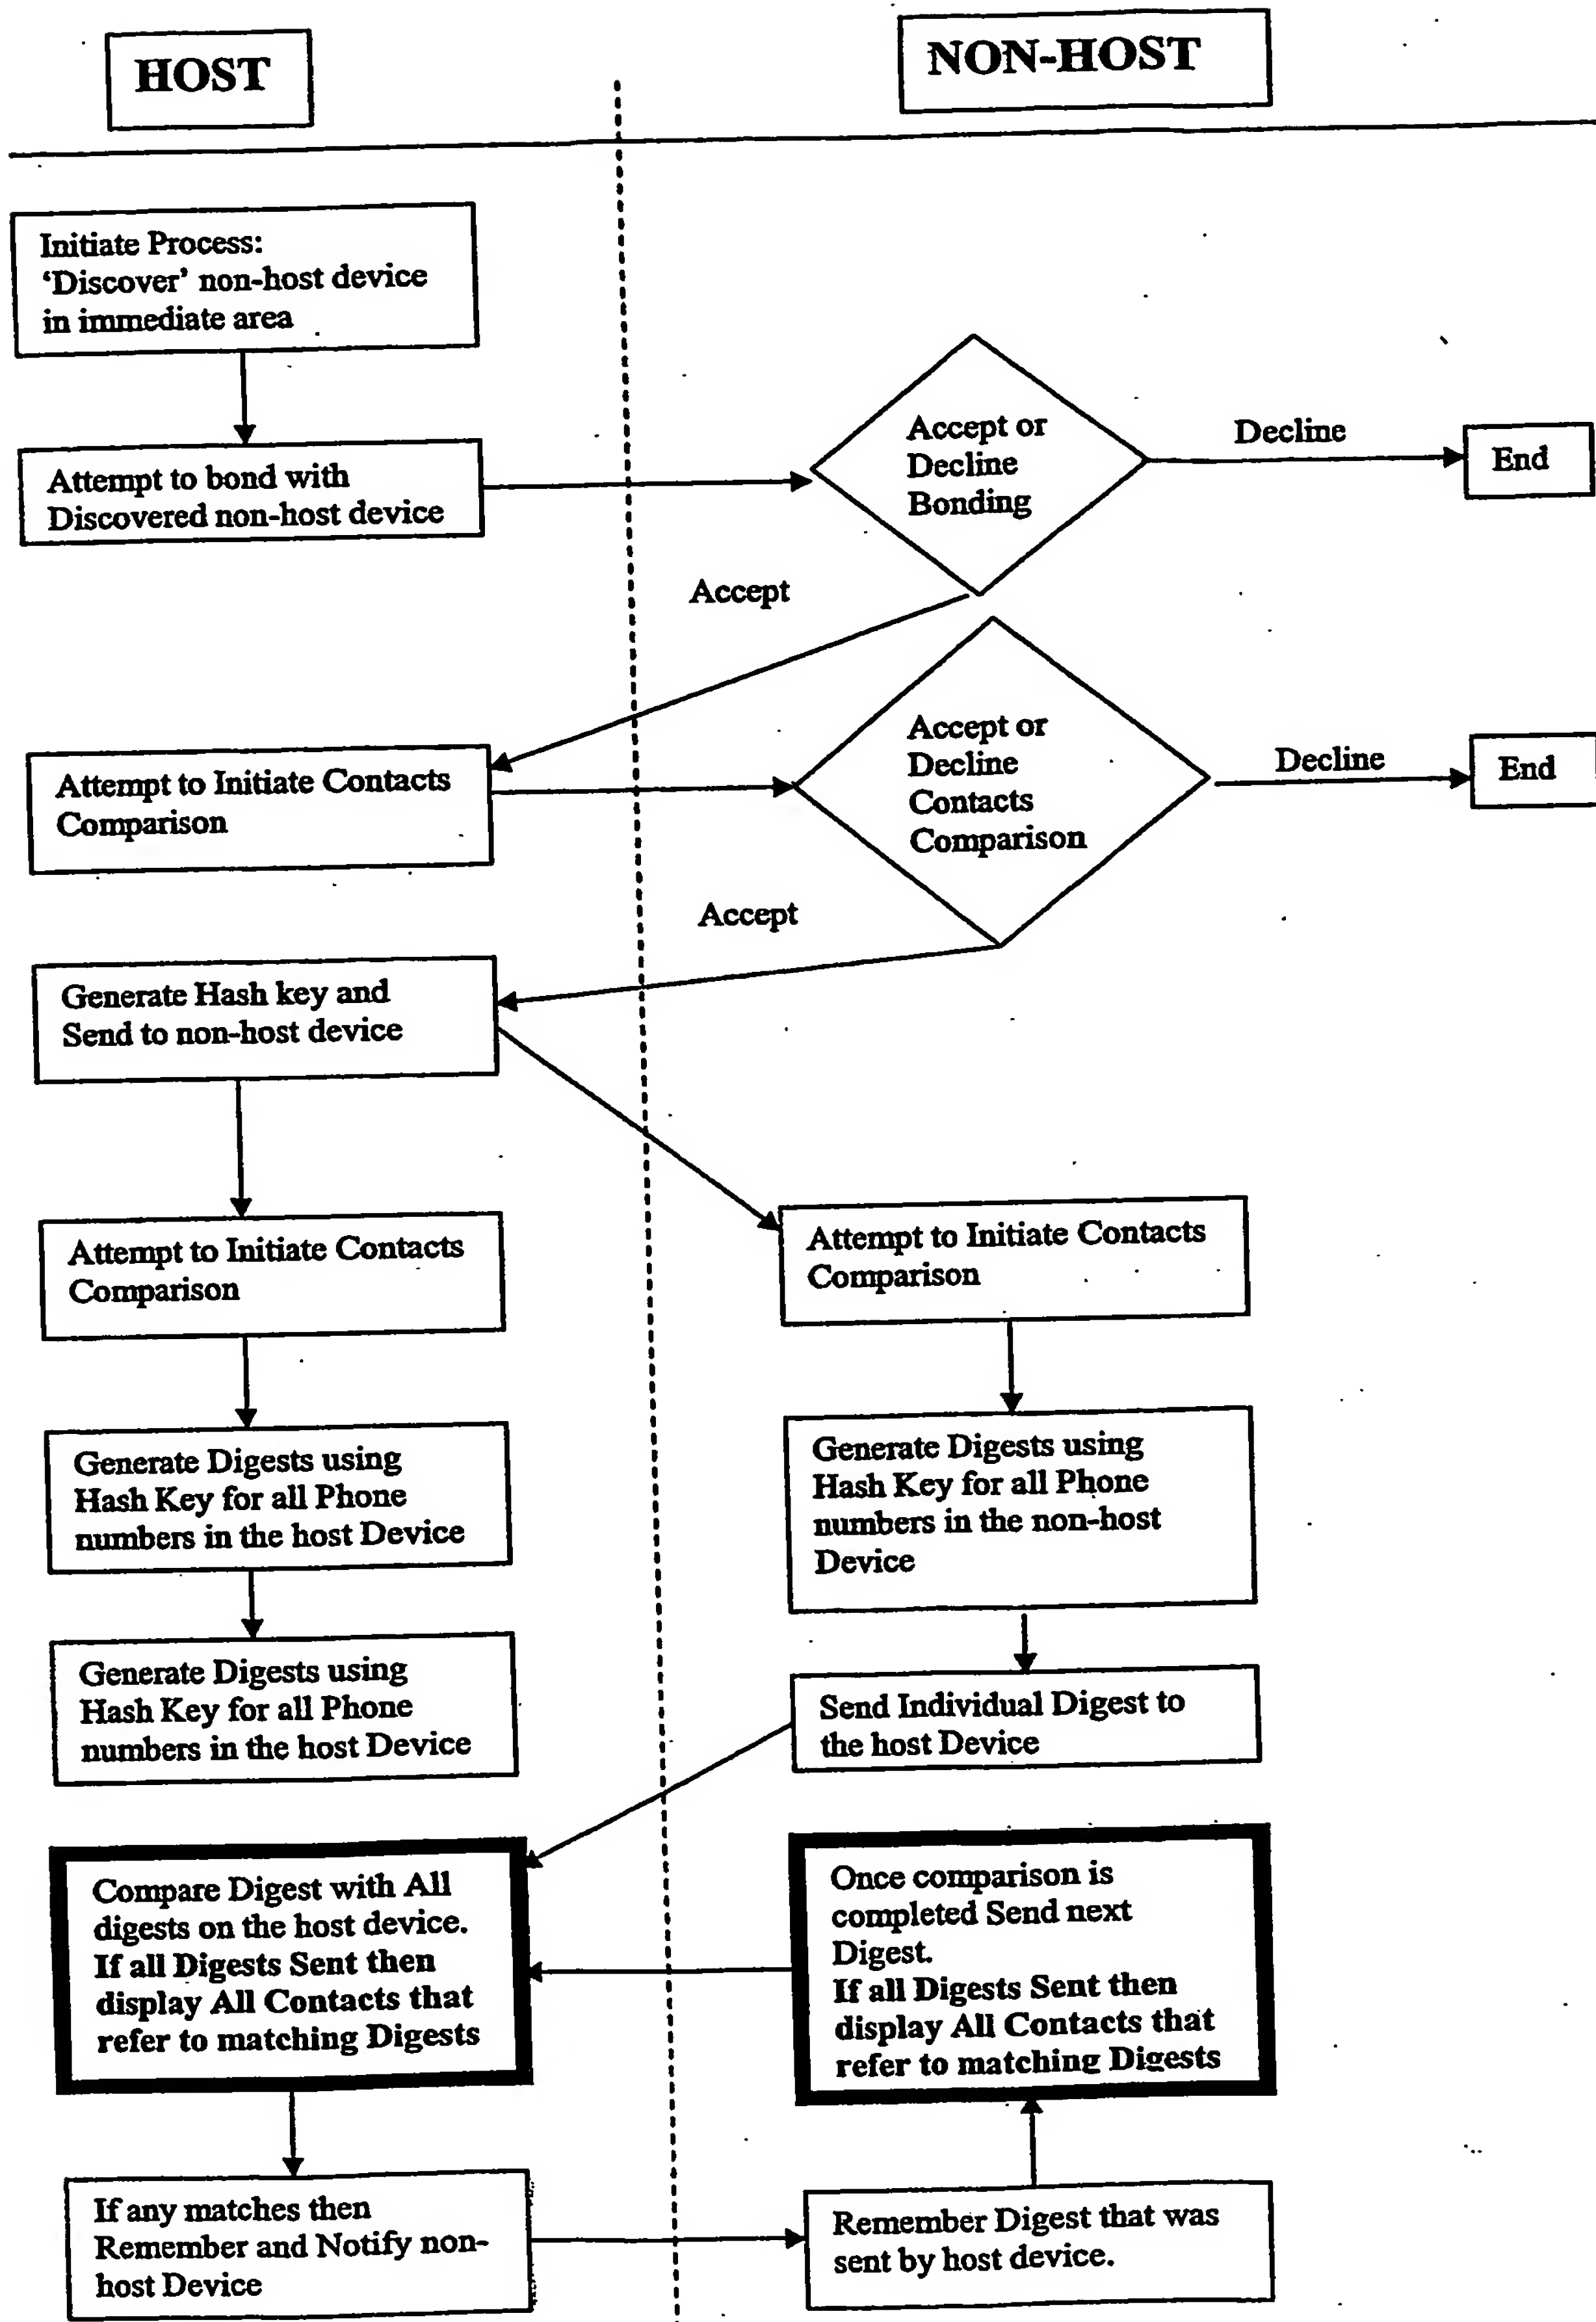 HOST
NON-HOST
Initiate Process:
‘Discover’ non-host device
in immediate area
Attempt to bond with
Discovered non-host device
Accept or
Decline
Bonding
Decline
End
Accept
Attempt to Initiate Contacts
Comparison
Accept or
Decline
Contacts
Comparison
Decline
End
Accept
Generate Hash key and
Send to non-host device
Attempt to Initiate Contacts
Comparison
Attempt to Initiate Contacts
Comparison
Generate Digests using
Hash Key for all Phone
numbers in the host Device
Generate Digests using
Hash Key for all Phone
numbers in the non-host
Device
Generate Digests using
Hash Key for all Phone
numbers in the host Device
Send Individual Digest to
the host Device
Compare Digest with All
digests on the host device.
If all Digests Sent then
display All Contacts that
refer to matching Digests
Once comparison is
completed Send next
Digest.
If all Digests Sent then
display All Contacts that
refer to matching Digests
If any matches then
Remember and Notify non-
host Device
Remember Digest that was
sent by host device.